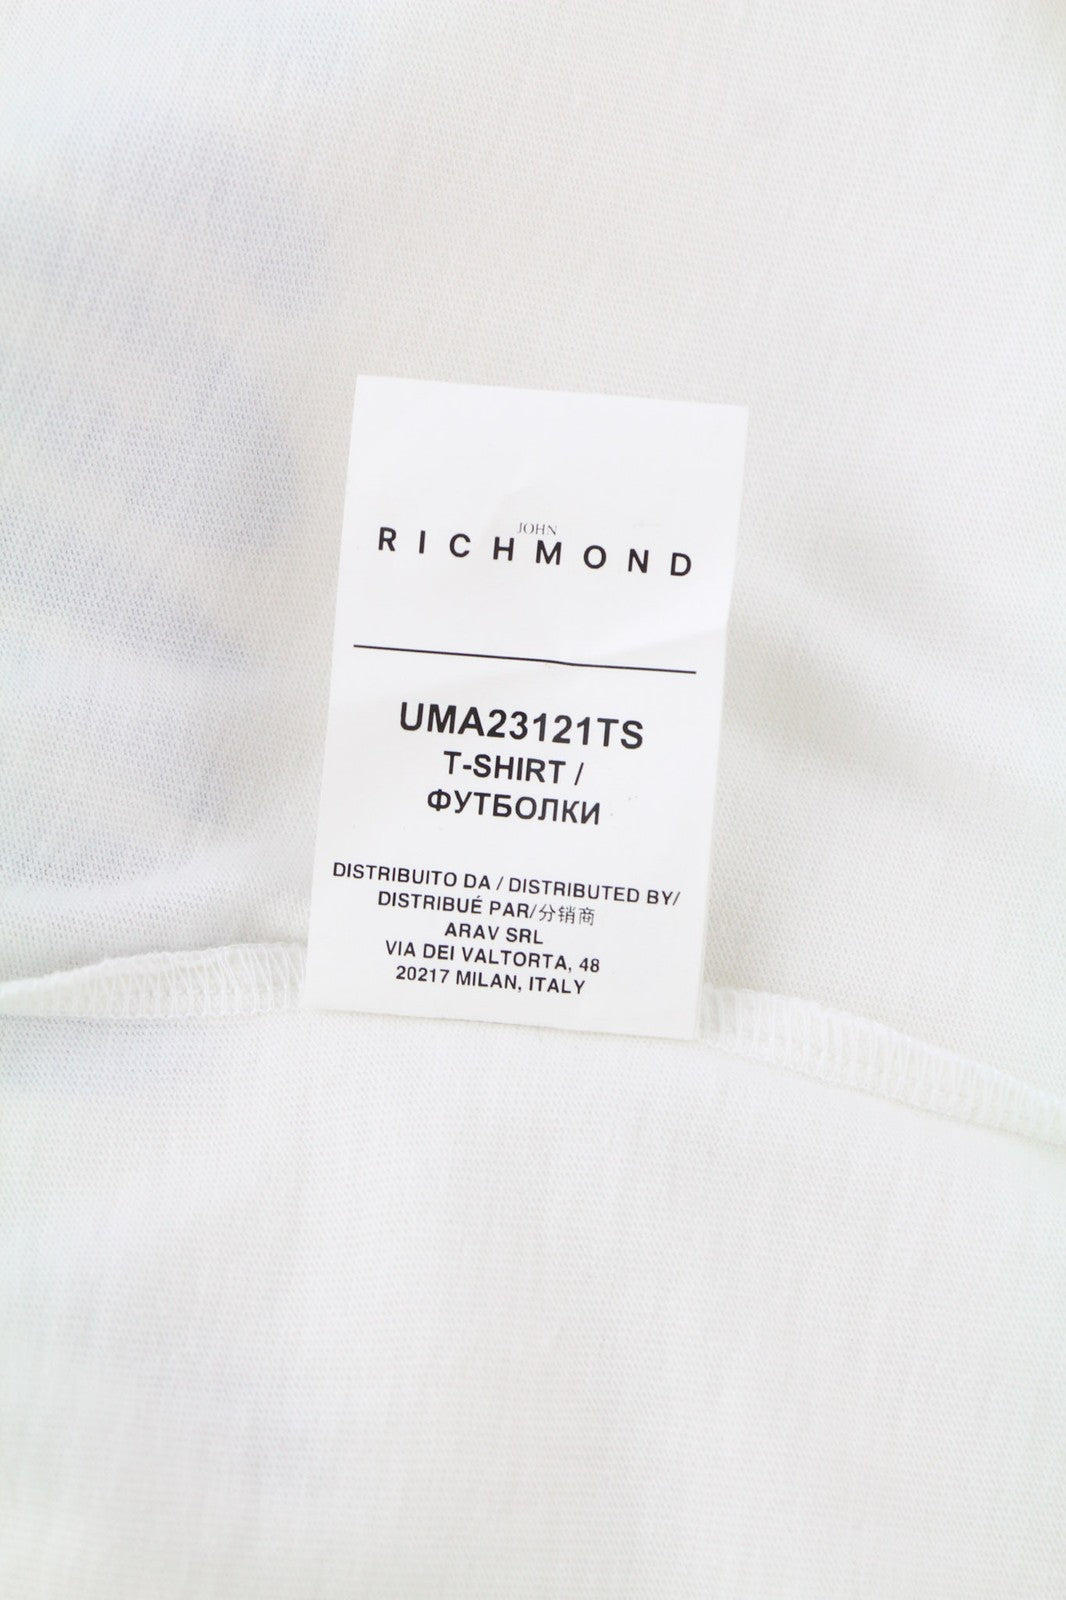 JOHN
RICHMOND
UMA23121TS
T-SHIRT /
ФУТБОЛКИ
DISTRIBUITO DA / DISTRIBUTED BY/
DISTRIBUÉ PAR/分销商
ARAV SRL
VIA DEI VALTORTA, 48
20217 MILAN, ITALY